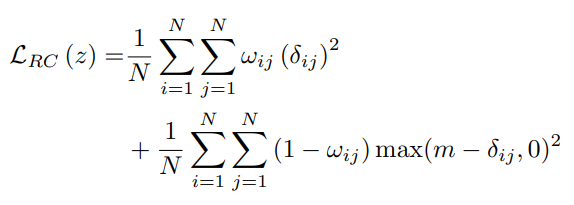 $\mathcal{L}_{RC}(z) = \frac{1}{N} \sum_{i=1}^{N} \sum_{j=1}^{N} \omega_{ij} (\delta_{ij})^2$
$+ \frac{1}{N} \sum_{i=1}^{N} \sum_{j=1}^{N} (1 - \omega_{ij}) \max(m - \delta_{ij}, 0)^2$